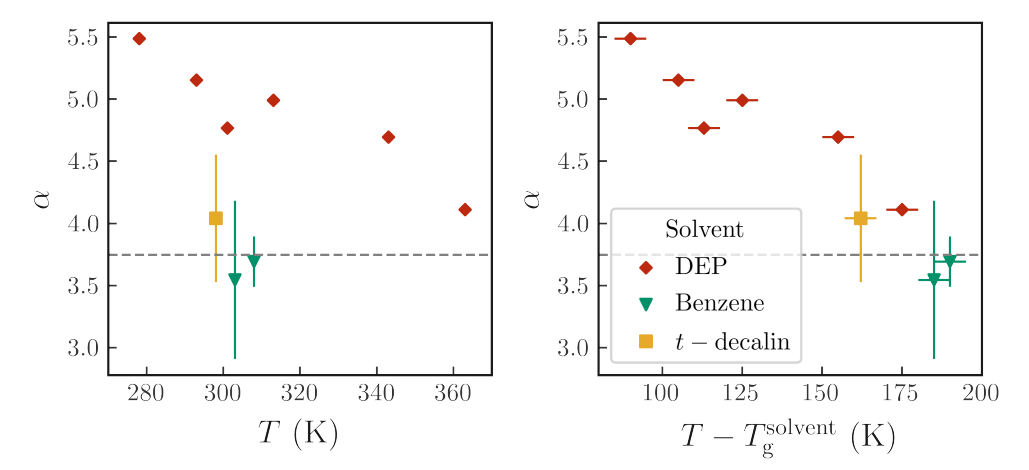 5.5
5.0
4.5
4.0
3.5
3.0
α
280 300 320 340 360
T (K)
5.5
5.0
4.5
4.0
3.5
3.0
α
Solvent
DEP
Benzene
t − decalin
100 125 150 175 200
T − T_g^solvent (K)